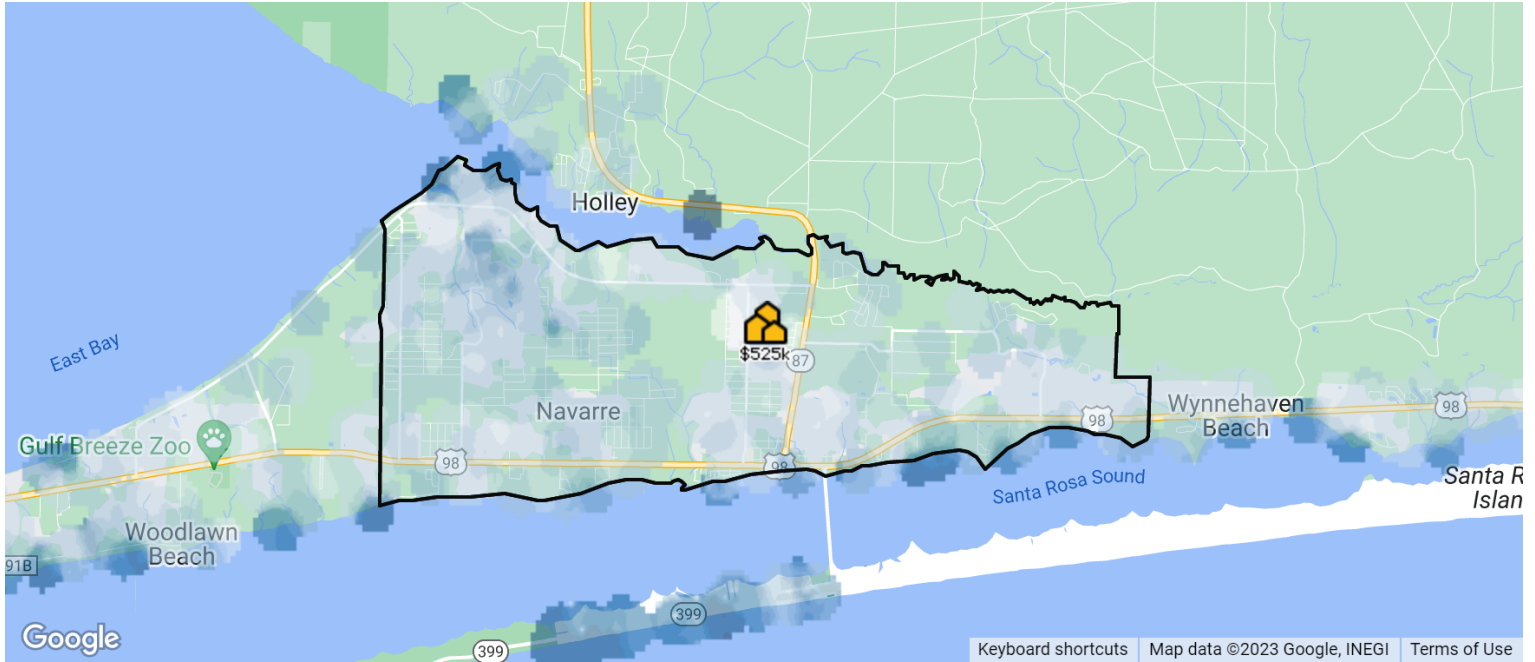 Holley
East Bay
$525k
87
Navarre
Wynnehaven
Beach
98
98
Gulf Breeze Zoo
98
98
Santa Rosa Sound
Santa R
Islan
Woodlawn
Beach
91B
399
399
Google
Keyboard shortcuts
Map data ©2023 Google, INEGI
Terms of Use